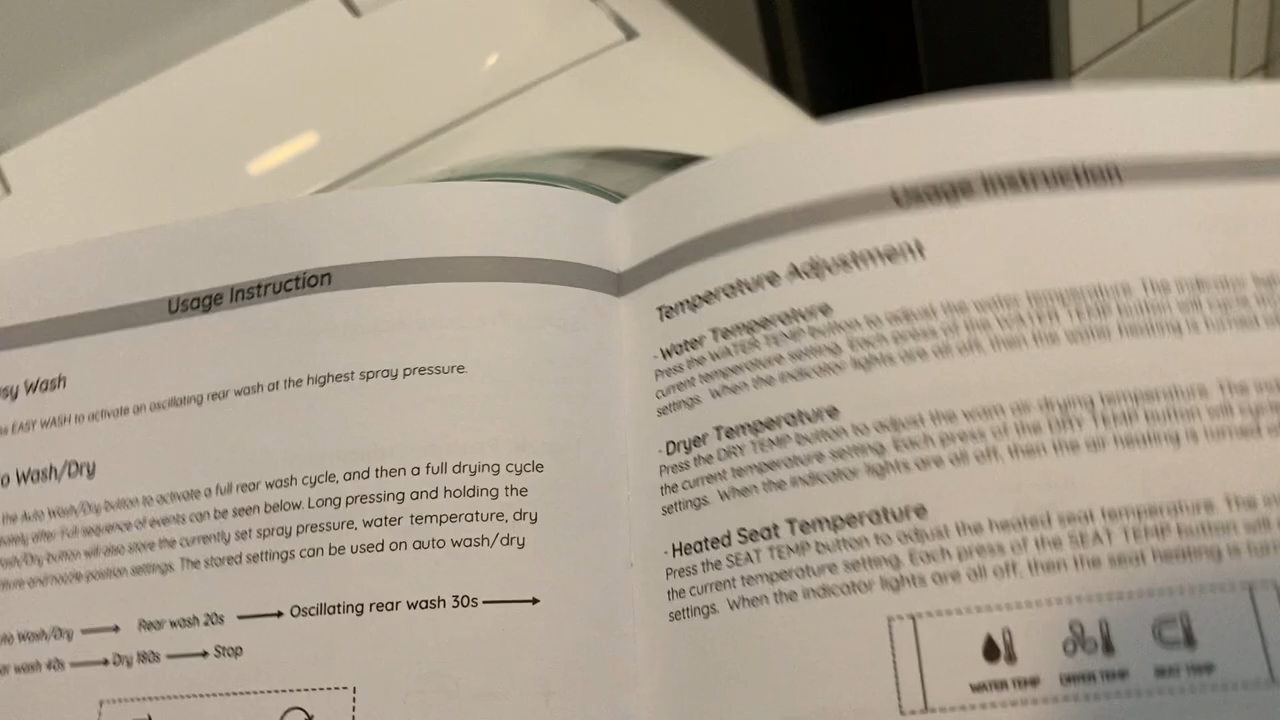 Usage Instruction
sy Wash
EASY WASH to activate an oscillating rear wash at the highest spray pressure.
o Wash/Dry
the Auto Wash/Dry button to activate a full rear wash cycle, and then a full drying cycle
after. Full sequence of events can be seen below. Long pressing and holding the
Wash/Dry button will also store the currently set spray pressure, water temperature, dry
and nozzle position settings. The stored settings can be used on auto wash/dry
Wash/Dry → Rear wash 20s → Oscillating rear wash 30s →
wash 40s → Dry 180s → Stop
Usage Instruction
Temperature Adjustment
- Water Temperature
Press the WATER TEMP button to adjust the water temperature. The indicator
current temperature setting. Each press of the WATER TEMP button will cycle
settings. When the indicator lights are all off, then the water heating is turned
- Dryer Temperature
Press the DRY TEMP button to adjust the warm air drying temperature. The
the current temperature setting. Each press of the DRY TEMP button will cycle
settings. When the indicator lights are all off, then the air heating is turned
- Heated Seat Temperature
Press the SEAT TEMP button to adjust the heated seat temperature. The
the current temperature setting. Each press of the SEAT TEMP button will
settings. When the indicator lights are all off, then the seat heating is
WATER TEMP DRYER TEMP SEAT TEMP